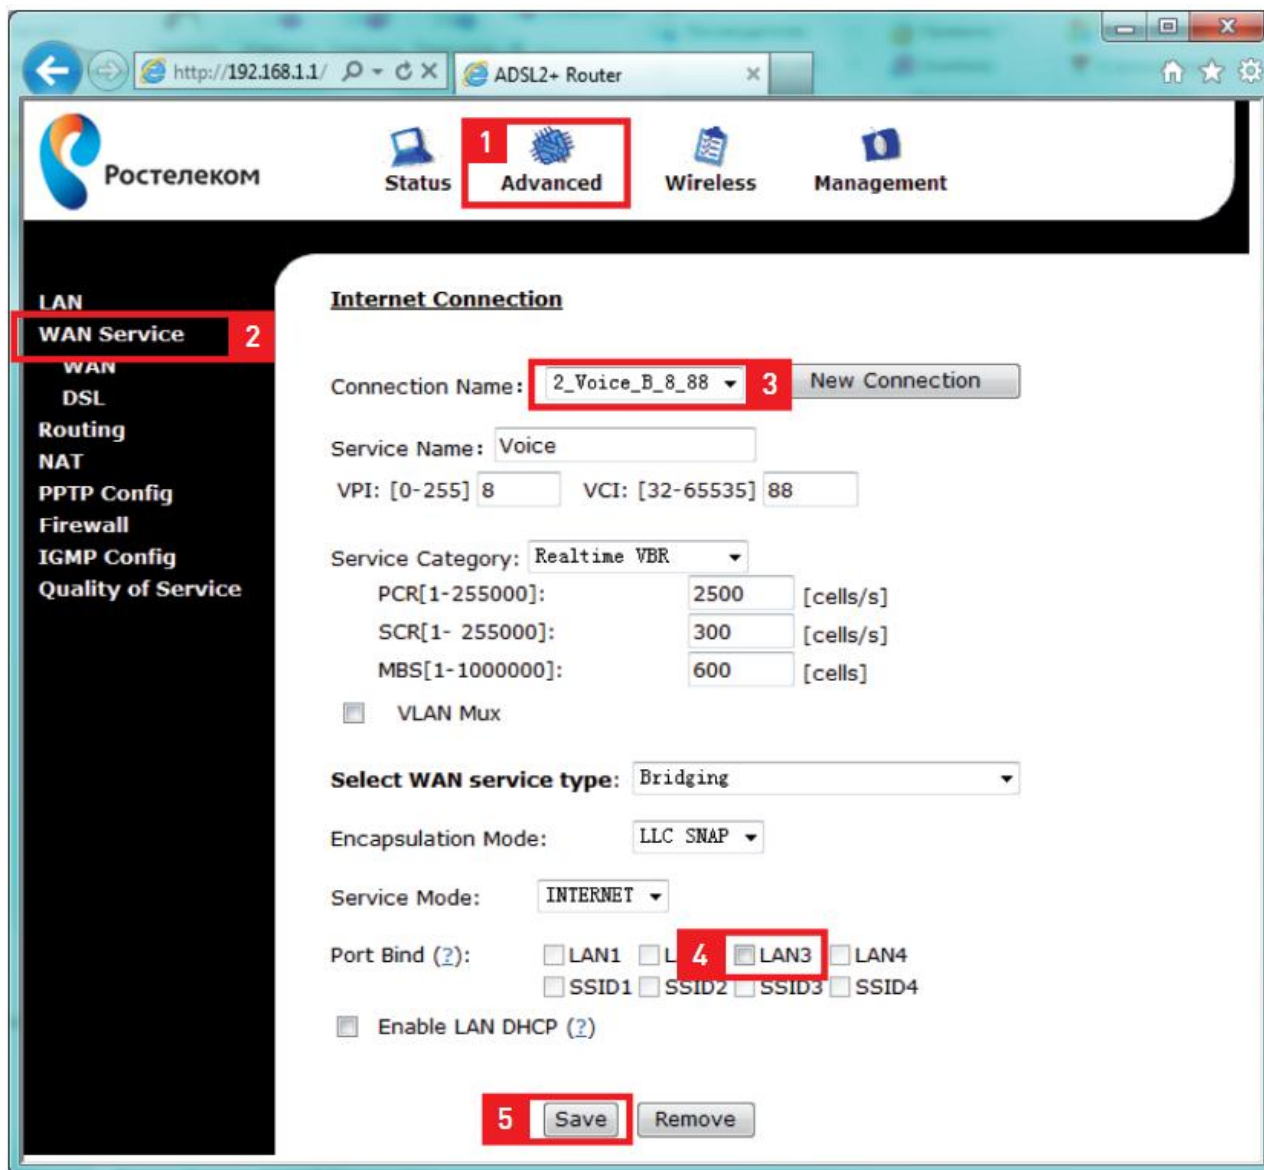 http://192.168.1.1/
ADSL2+ Router
Ростелеком
Status
1
Advanced
Wireless
Management
LAN
WAN Service 2
WAN
DSL
Routing
NAT
PPTP Config
Firewall
IGMP Config
Quality of Service
Internet Connection
Connection Name: 2_Voice_B_8_88 3 New Connection
Service Name: Voice
VPI: [0-255] 8 VCI: [32-65535] 88
Service Category: Realtime VBR
PCR[1-255000]: 2500 [cells/s]
SCR[1- 255000]: 300 [cells/s]
MBS[1-1000000]: 600 [cells]
VLAN Mux
Select WAN service type: Bridging
Encapsulation Mode: LLC SNAP
Service Mode: INTERNET
Port Bind (?): LAN1 L 4 LAN3 LAN4
SSID1 SSID2 SSID3 SSID4
Enable LAN DHCP (?)
5 Save Remove